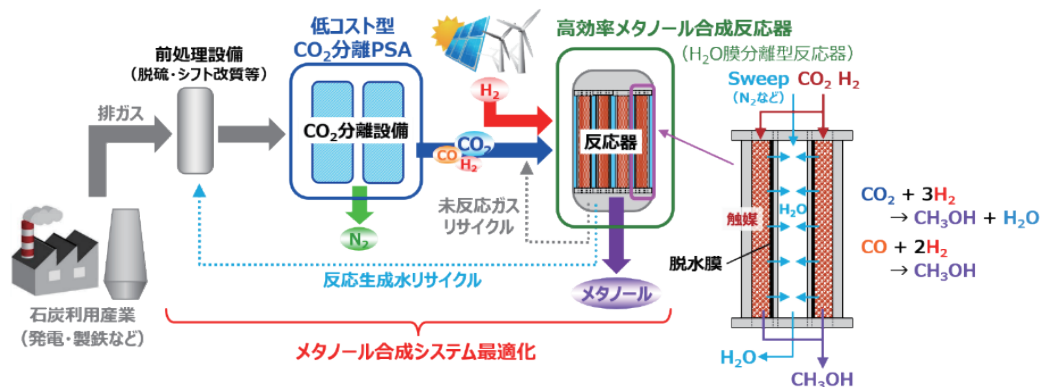 前処理設備
(脱硫・シフト改質等)
排ガス
石炭利用産業
(発電・製鉄など)
低コスト型
CO₂分離PSA
CO₂分離設備
N₂
CO
CO₂
H₂
H₂
高効率メタノール合成反応器
(H₂O膜分離型反応器)
反応器
未反応ガス
リサイクル
反応生成水リサイクル
メタノール
メタノール合成システム最適化
Sweep
(N₂など)
CO₂ H₂
触媒
H₂O
脱水膜
H₂O
CH₃OH
CO₂ + 3H₂
→ CH₃OH + H₂O
CO + 2H₂
→ CH₃OH